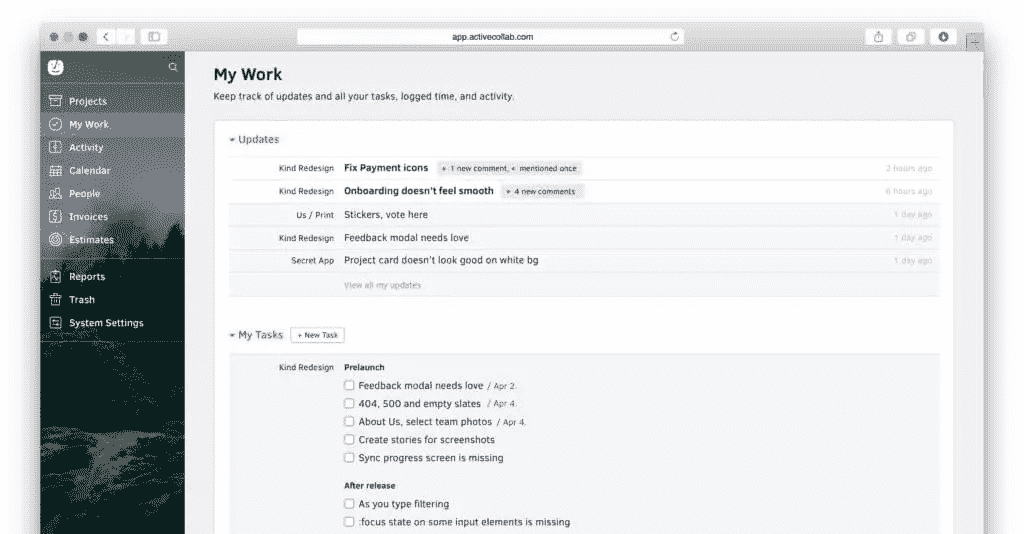 app.activecollab.com
Projects
My Work
Activity
Calendar
People
Invoices
Estimates
Reports
Trash
System Settings
My Work
Keep track of updates and all your tasks, logged time, and activity.
Updates
Kind Redesign Fix Payment icons 1 new comment, mentioned once 2 hours ago
Kind Redesign Onboarding doesn't feel smooth 4 new comments 6 hours ago
Us / Print Stickers, vote here 1 day ago
Kind Redesign Feedback modal needs love 1 day ago
Secret App Project card doesn't look good on white bg 1 day ago
View all my updates
My Tasks + New Task
Kind Redesign Prelaunch
Feedback modal needs love / Apr 2.
404, 500 and empty slates / Apr 4.
About Us, select team photos / Apr 4.
Create stories for screenshots
Sync progress screen is missing
After release
As you type filtering
:focus state on some input elements is missing